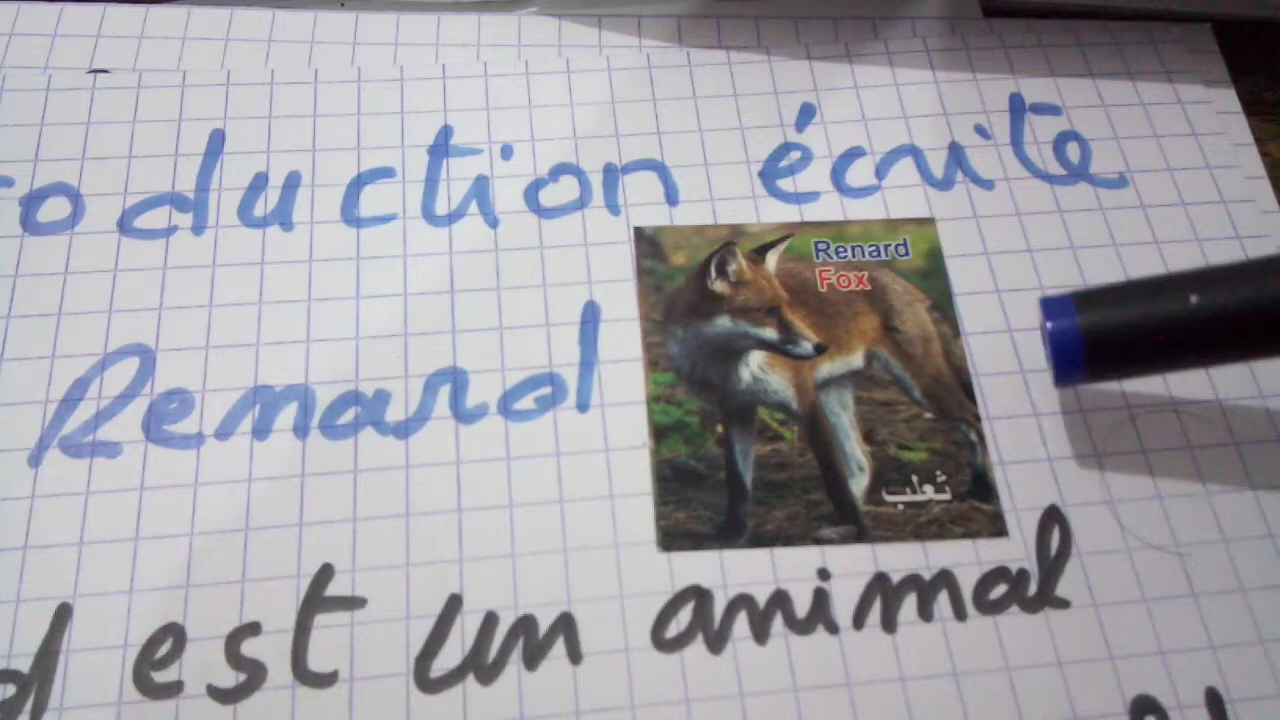 oduction écrite
Renard
Fox
Renard
ثعلب
d est un animal